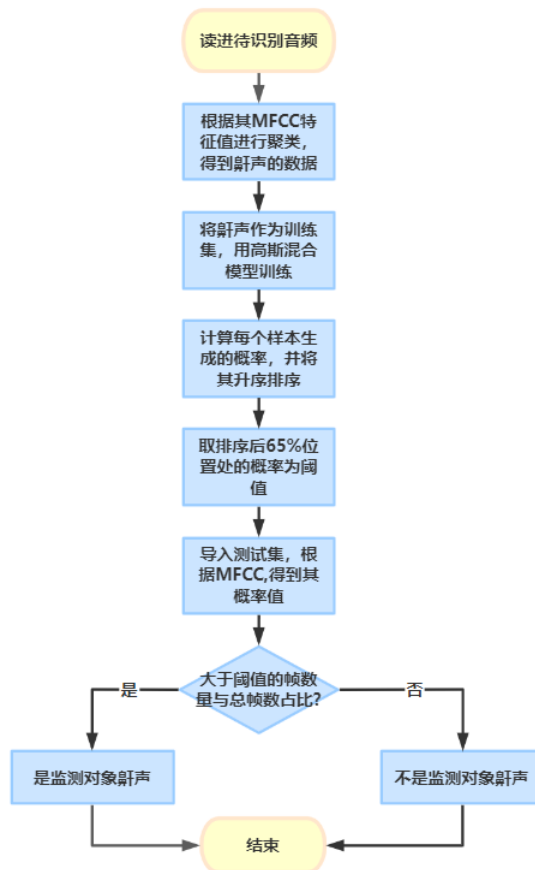 读进待识别音频
根据其MFCC特
征值进行聚类，
得到鼾声的数据
将鼾声作为训练
集，用高斯混合
模型训练
计算每个样本生
成的概率，并将
其升序排序
取排序后65%位
置处的概率为阈
值
导入测试集，根
据MFCC,得到其
概率值
大于阈值的帧数
量与总帧数占比?
是
否
是监测对象鼾声
不是监测对象鼾声
结束